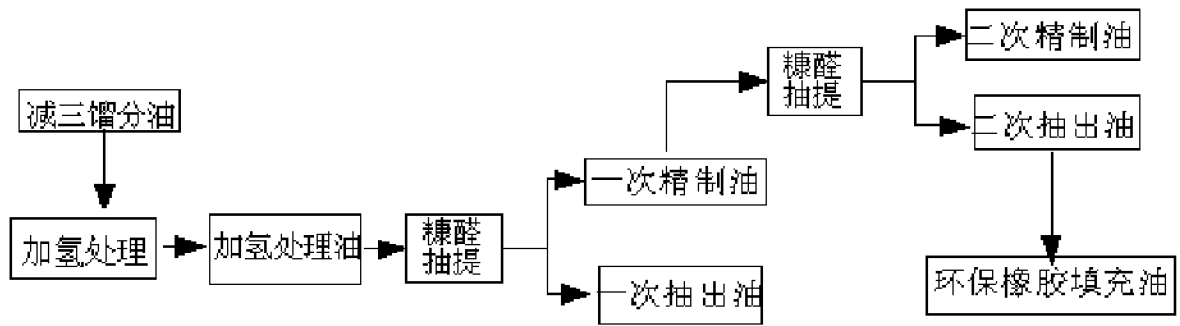 减三馏分油
加氢处理
加氢处理油
糠醛
抽提
一次精制油
一次抽出油
糠醛
抽提
二次精制油
二次抽出油
环保橡胶填充油